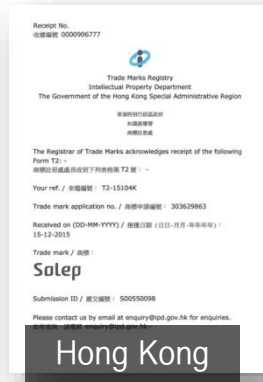 Receipt No.
收據編號 0000906777
Trade Marks Registry
Intellectual Property Department
The Government of the Hong Kong Special Administrative Region
香港特別行政區政府
知識產權署
商標註冊處
The Registrar of Trade Marks acknowledges receipt of the following
Form T2: -
商標註冊處處長收到下列表格第 T2 號： -
Your ref. / 來檔編號： T2-15104K
Trade mark application no. / 商標申請編號： 303629863
Received on (DD-MM-YYYY) / 接獲日期（日日-月月-年年年年）：
15-12-2015
Trade mark / 商標：
Solep
Submission ID / 遞交編號： S00550098
Please contact us by email at enquiry@ipd.gov.hk for enquiries.
enquiry@ipd.gov.hk
Hong Kong